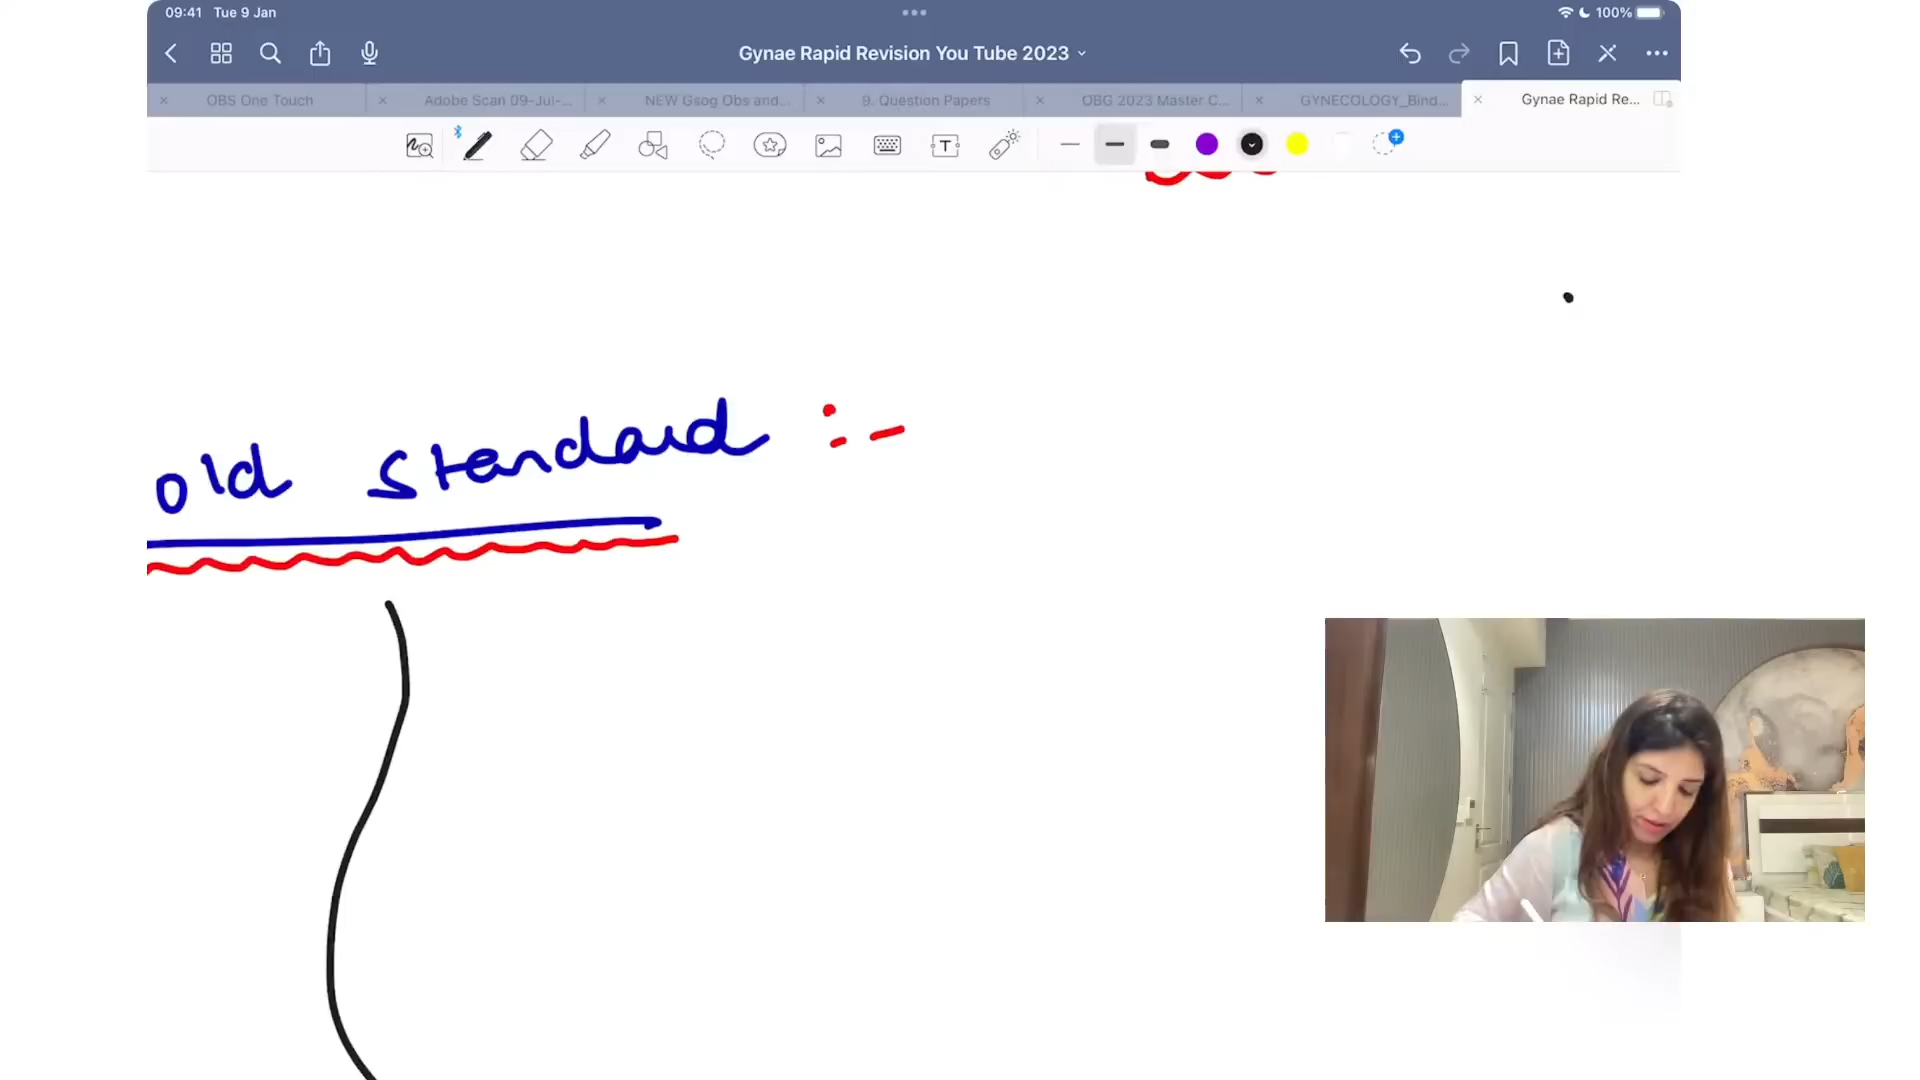 09:41 Tue 9 Jan
100%
Gynae Rapid Revision You Tube 2023
OBS One Touch
Adobe Scan 09-Jul-...
NEW Gsog Obs and...
9. Question Papers
OBG 2023 Master C...
GYNECOLOGY_Bind...
Gynae Rapid Re...
old standard :-